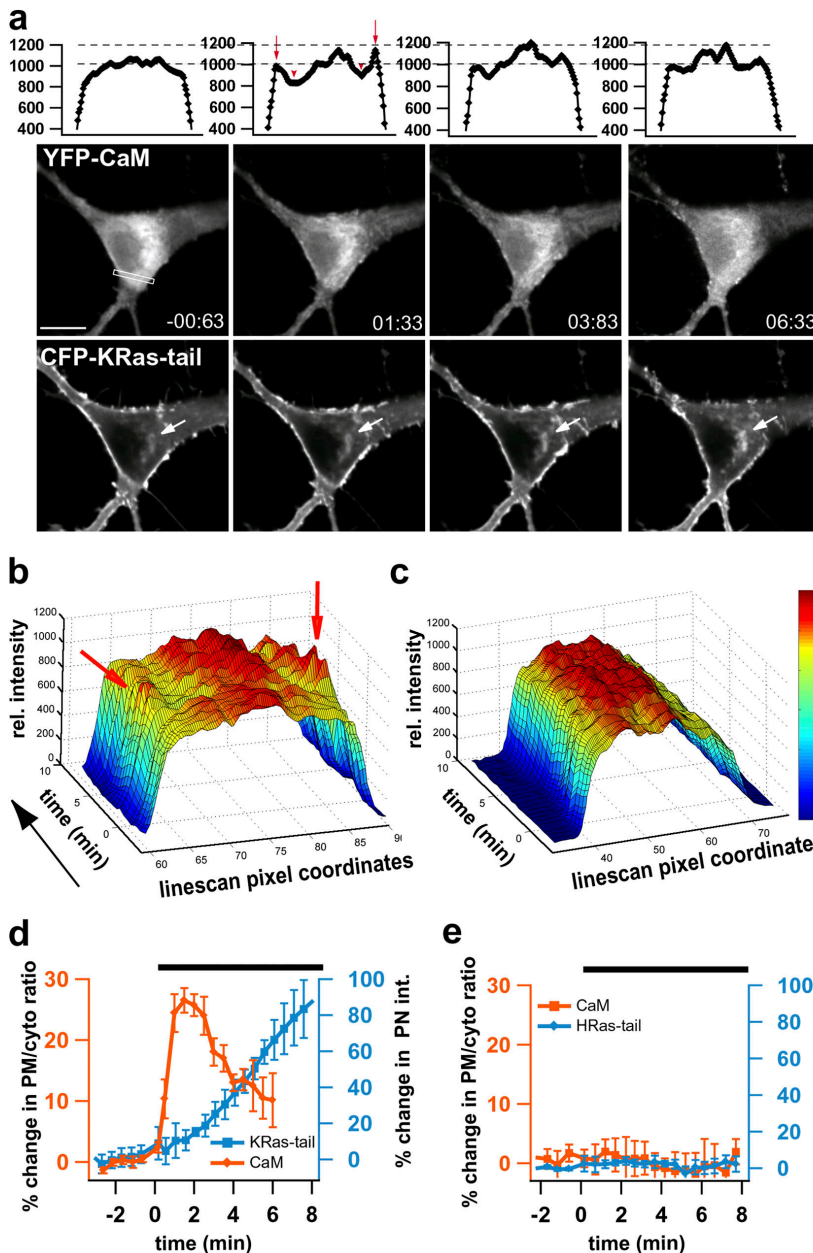 a
1200 1200 1200 1200
1000 1000 1000 1000
800 800 800 800
600 600 600 600
400 400 400 400
YFP-CaM
-00:63 01:33 03:83 06:33
CFP-KRas-tail
b
rel. intensity
1200
1000
800
600
400
200
0
10
5
0
time (min)
60 65 70 75 80 85 90
linescan pixel coordinates
c
rel. intensity
1200
1000
800
600
400
200
0
10
5
0
time (min)
40 50 60 70
linescan pixel coordinate
d
% change in PM/cyto ratio
30
20
10
0
% change in PN int.
100
80
60
40
20
0
KRas-tail
CaM
-2 0 2 4 6 8
time (min)
e
% change in PM/cyto ratio
30
20
10
0
100
80
60
40
20
0
CaM
HRas-tail
-2 0 2 4 6 8
time (min)